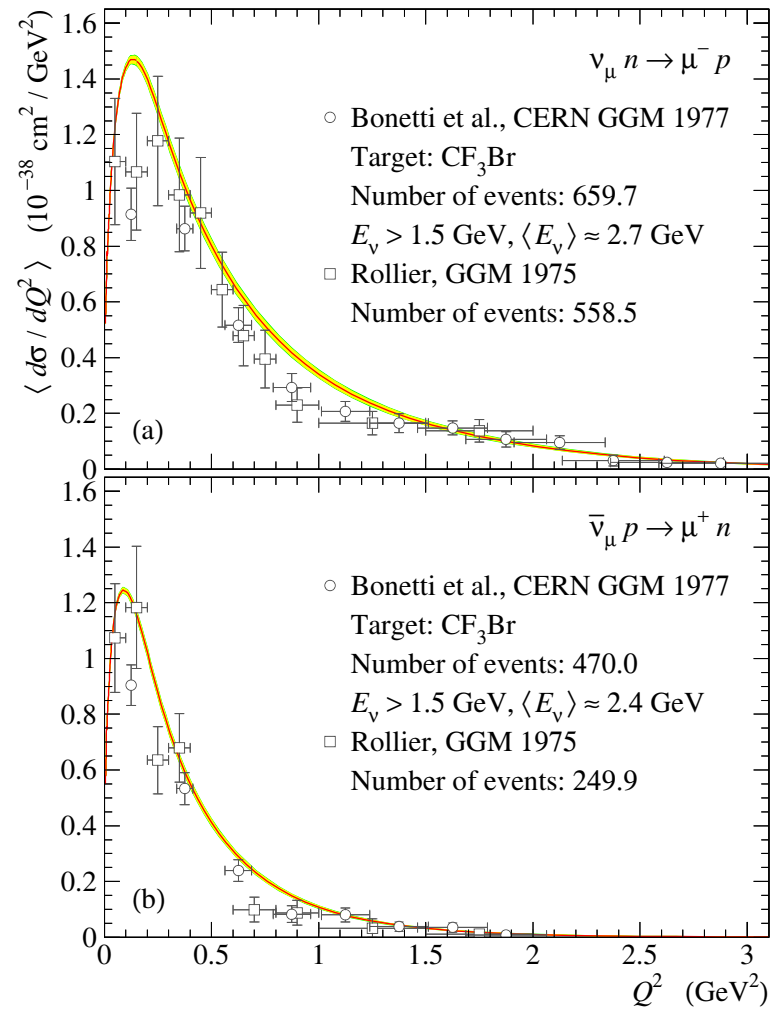 ⟨ dσ / dQ² ⟩ (10⁻³⁸ cm² / GeV²)
1.6
1.4
1.2
1
0.8
0.6
0.4
0.2
0
ν_μ n → μ⁻ p
Bonetti et al., CERN GGM 1977
Target: CF₃Br
Number of events: 659.7
E_ν > 1.5 GeV, ⟨E_ν⟩ ≈ 2.7 GeV
Rollier, GGM 1975
Number of events: 558.5
(a)
1.6
1.4
1.2
1
0.8
0.6
0.4
0.2
0
ν̅_μ p → μ⁺ n
Bonetti et al., CERN GGM 1977
Target: CF₃Br
Number of events: 470.0
E_ν > 1.5 GeV, ⟨E_ν⟩ ≈ 2.4 GeV
Rollier, GGM 1975
Number of events: 249.9
(b)
0 0.5 1 1.5 2 2.5 3
Q² (GeV²)